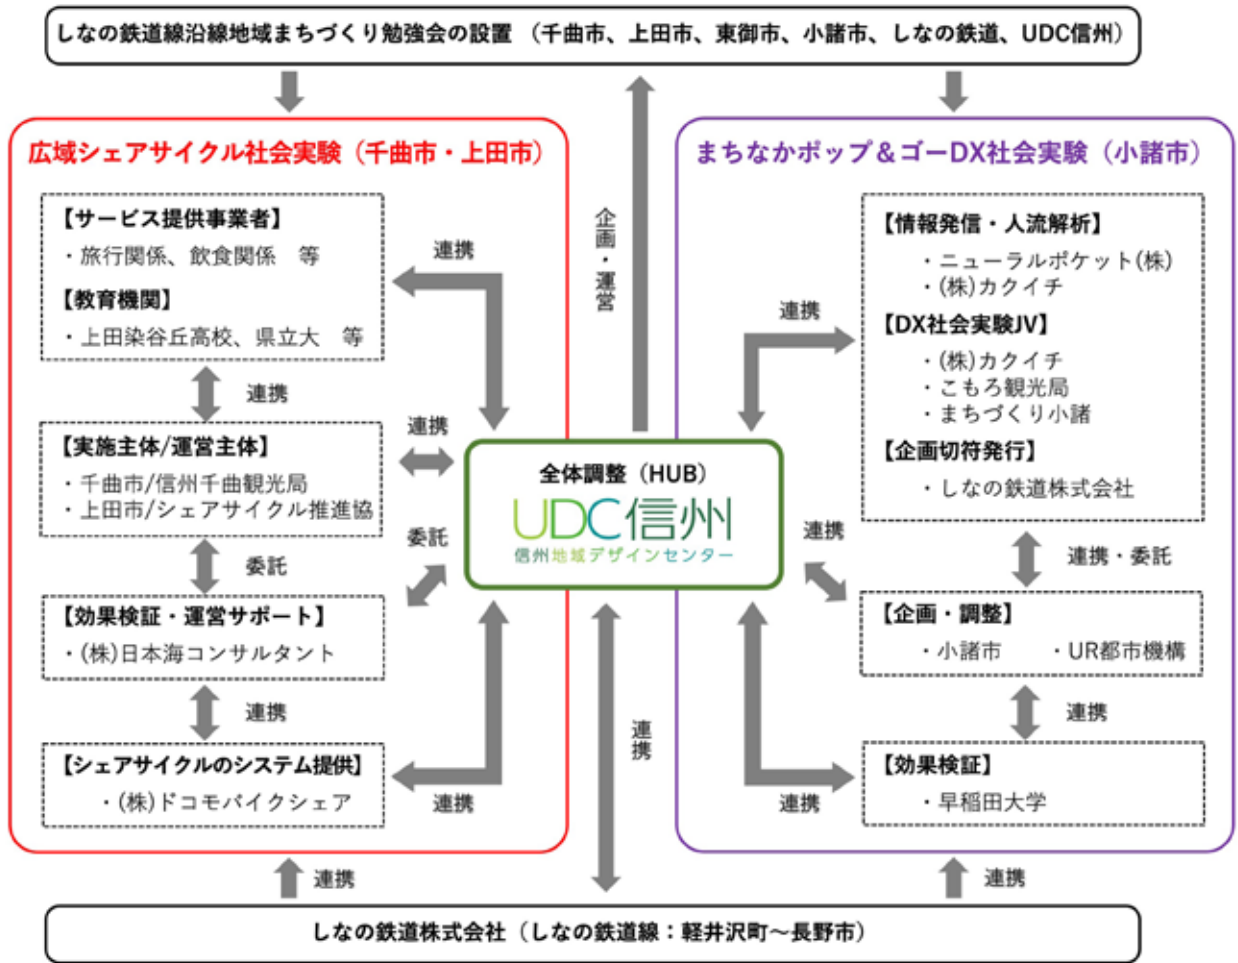 しなの鉄道線沿線地域まちづくり勉強会の設置 （千曲市、上田市、東御市、小諸市、しなの鉄道、UDC信州）
広域シェアサイクル社会実験（千曲市・上田市）
【サービス提供事業者】
・旅行関係、飲食関係　等
【教育機関】
・上田染谷丘高校、県立大　等
連携
連携
【実施主体/運営主体】
・千曲市/信州千曲観光局
・上田市/シェアサイクル推進協
連携
委託
委託
【効果検証・運営サポート】
・(株)日本海コンサルタント
連携
【シェアサイクルのシステム提供】
・(株)ドコモバイクシェア
連携
企画・運営
全体調整（HUB）
UDC信州
信州地域デザインセンター
連携
まちなかポップ＆ゴーDX社会実験（小諸市）
【情報発信・人流解析】
・ニューラルポケット(株)
・(株)カクイチ
【DX社会実験JV】
・(株)カクイチ
・こもろ観光局
・まちづくり小諸
【企画切符発行】
・しなの鉄道株式会社
連携
連携
連携・委託
【企画・調整】
・小諸市　　・UR都市機構
連携
【効果検証】
・早稲田大学
連携
連携
連携
しなの鉄道株式会社（しなの鉄道線：軽井沢町〜長野市）